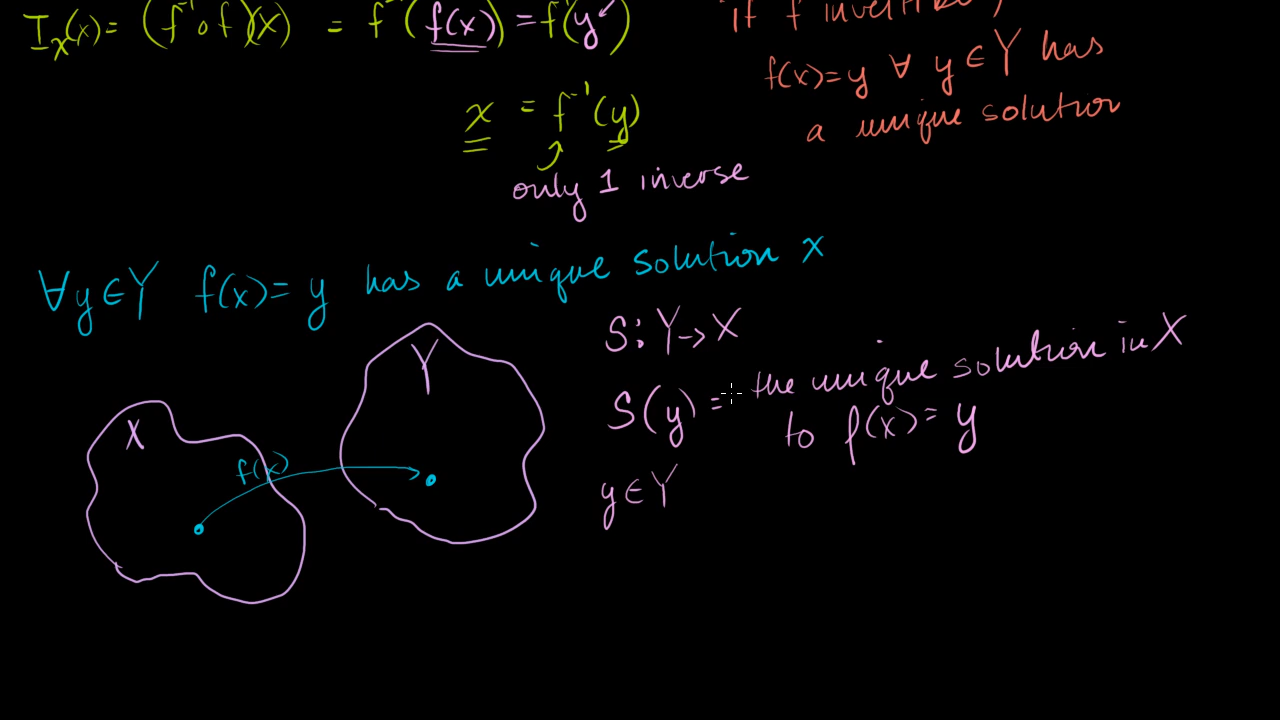 I_X(x) = (f⁻¹∘f)(x) = f⁻¹(f(x)) = f⁻¹(y)
x = f⁻¹(y)
only 1 inverse
If f invertible,
f(x)=y ∀ y∈Y has
a unique solution
∀y∈Y f(x)= y has a unique solution x
X
f(x)
Y
S: Y→X
S(y) = the unique solution in X
to f(x)= y
y∈Y